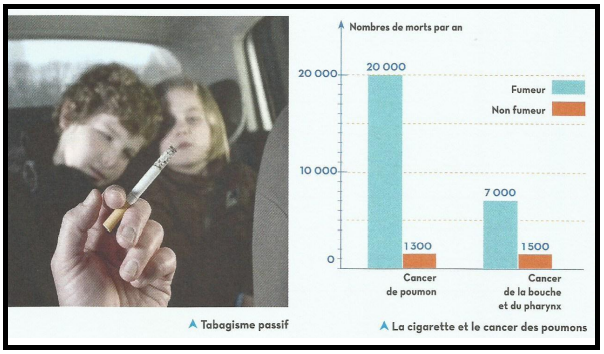 Tabagisme passif
Nombres de morts par an
20 000
20 000
Fumeur
Non fumeur
10 000
7 000
1300
1500
0
Cancer
de poumon
Cancer
de la bouche
et du pharynx
La cigarette et le cancer des poumons